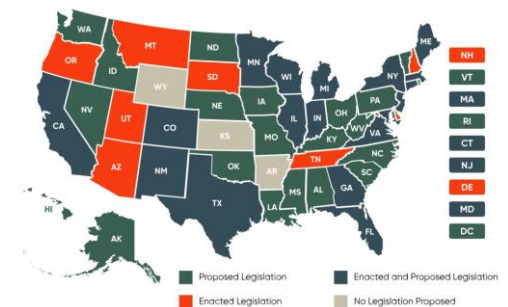 WA
MT
ND
MN
ME
OR
ID
SD
WI
NY
WY
MI
NE
IA
PA
NV
UT
CO
IL
IN
OH
WV
VA
CA
KS
MO
KY
NC
AZ
NM
OK
AR
TN
SC
TX
LA
MS
AL
GA
FL
HI
AK
NH
VT
MA
RI
CT
NJ
DE
MD
DC
Proposed Legislation
Enacted and Proposed Legislation
Enacted Legislation
No Legislation Proposed